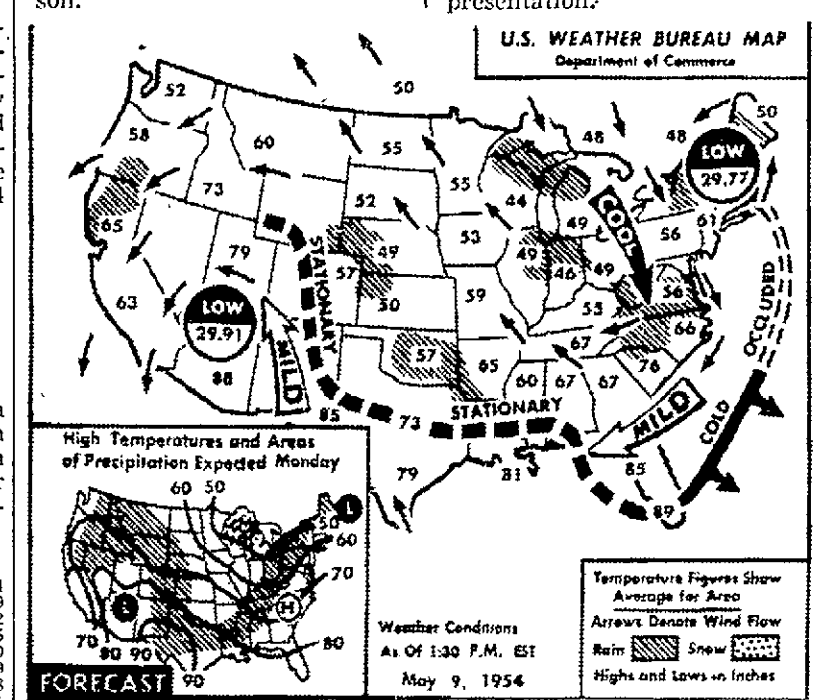 son.
presentation.
U.S. WEATHER BUREAU MAP
Department of Commerce
50
52
50
58
60
55
48
48
LOW
29.77
73
52
55
44
65
COOL
61
79
STATIONARY
49
53
49
49
56
57
46
49
56
OCCLUDED
63
LOW
29.91
50
59
55
66
67
MILD
57
65
76
88
60
67
67
85
73
STATIONARY
MILD
COLD
79
81
85
89
High Temperatures and Areas
of Precipitation Expected Monday
60 50
L
50
60
70
L
H
70 80 90
80
90
FORECAST
Weather Conditions
As Of 1:30 P.M. EST
May 9, 1954
Temperature Figures Show
Average for Area
Arrows Denote Wind Flow
Rain Snow
Highs and Lows in Inches